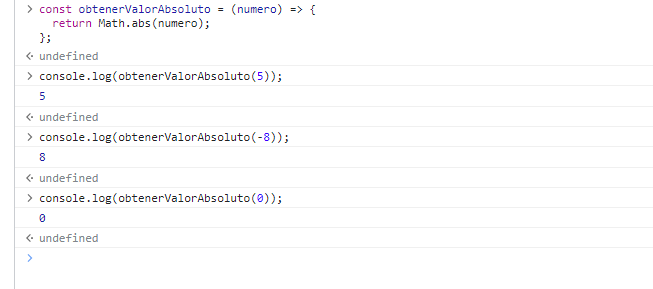 > const obtenerValorAbsoluto = (numero) => {
    return Math.abs(numero);
  };
<· undefined
> console.log(obtenerValorAbsoluto(5));
  5
<· undefined
> console.log(obtenerValorAbsoluto(-8));
  8
<· undefined
> console.log(obtenerValorAbsoluto(0));
  0
<· undefined
>